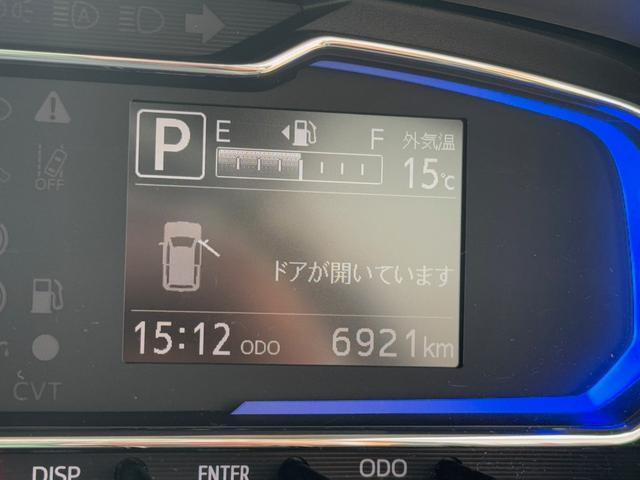 P E F 外気温
15℃
ドアが開いています
15:12 ODO 6921km
OFF
CVT
DISP ENTER ODO